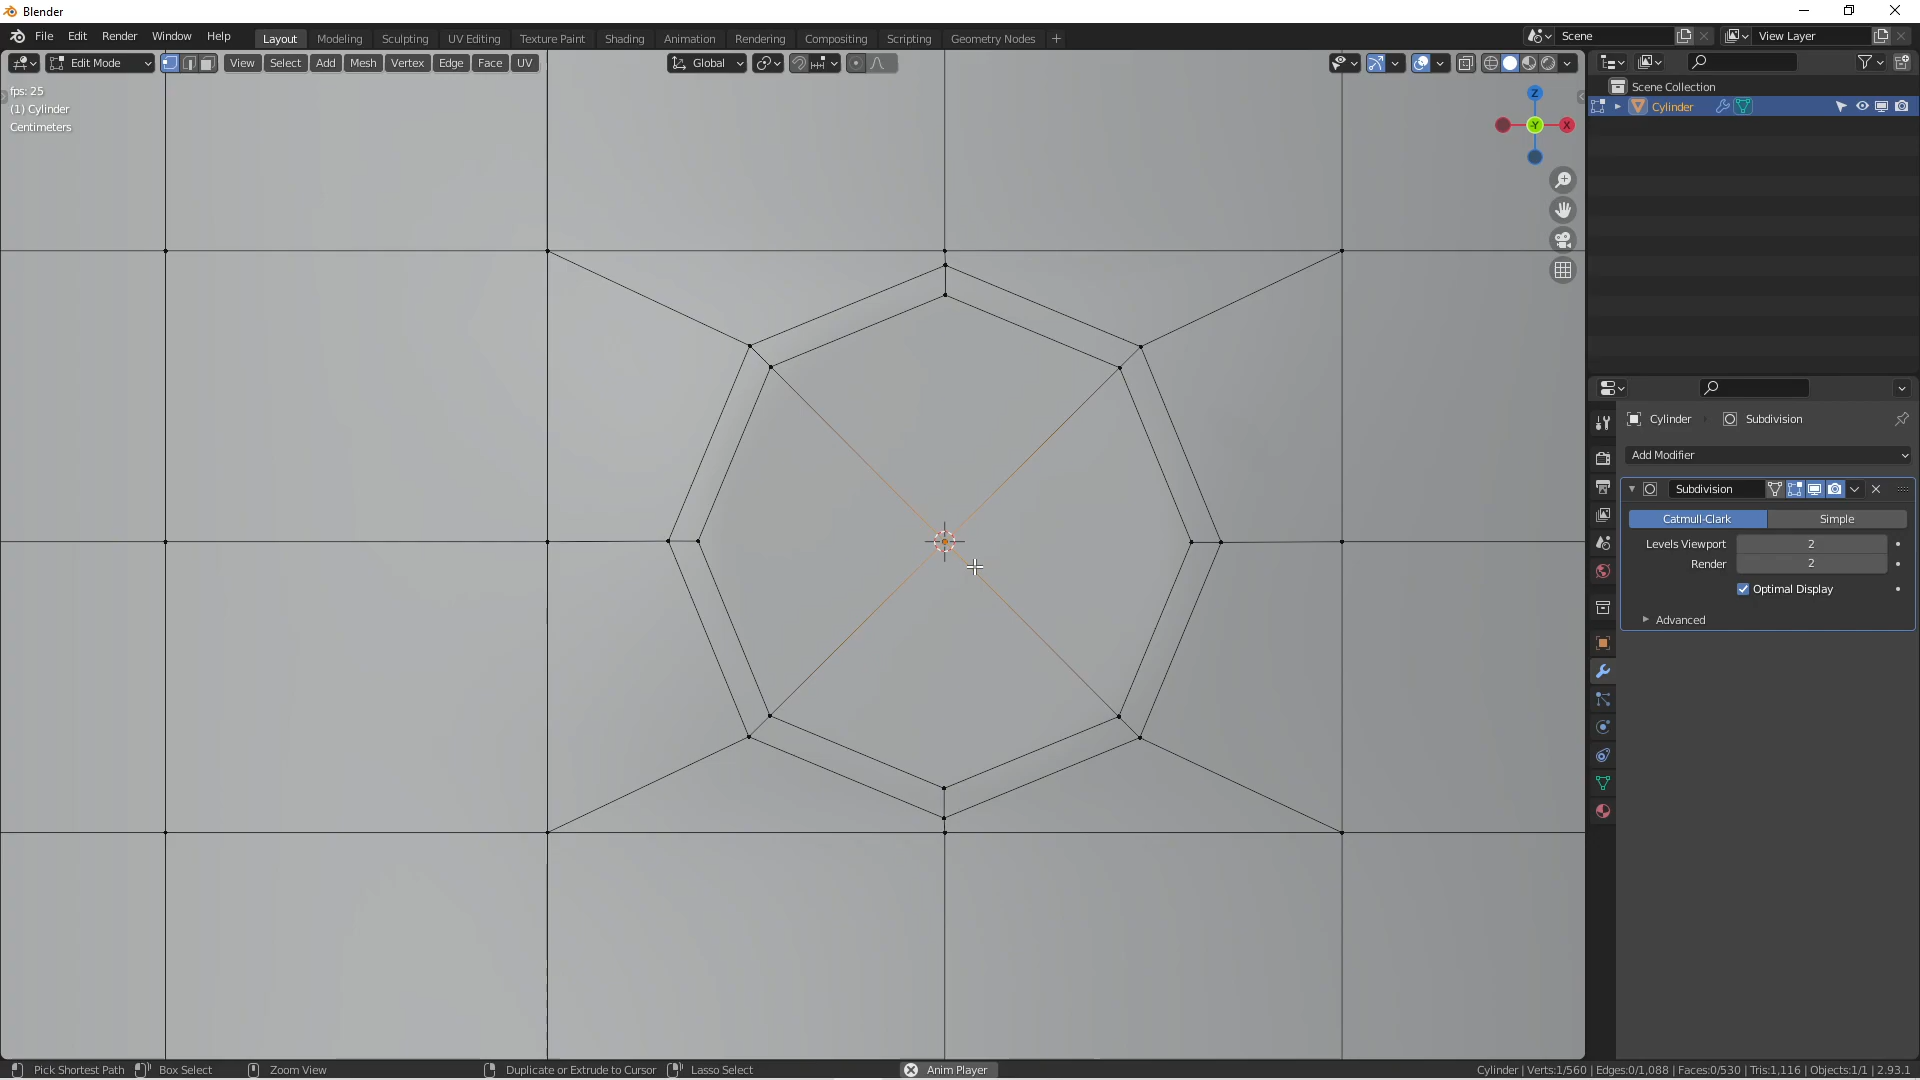 Blender
File Edit Render Window Help
Layout Modeling Sculpting UV Editing Texture Paint Shading Animation Rendering Compositing Scripting Geometry Nodes +
Scene
View Layer
Edit Mode
View Select Add Mesh Vertex Edge Face UV
Global
fps: 25
(1) Cylinder
Centimeters
Z
-Y
X
Scene Collection
Cylinder
Cylinder
Subdivision
Add Modifier
Subdivision
Catmull-Clark Simple
Levels Viewport 2
Render 2
Optimal Display
Advanced
Pick Shortest Path Box Select Zoom View Duplicate or Extrude to Cursor Lasso Select Anim Player
Cylinder | Verts:1/560 | Edges:0/1,088 | Faces:0/530 | Tris:1,116 | Objects:1/1 | 2.93.1